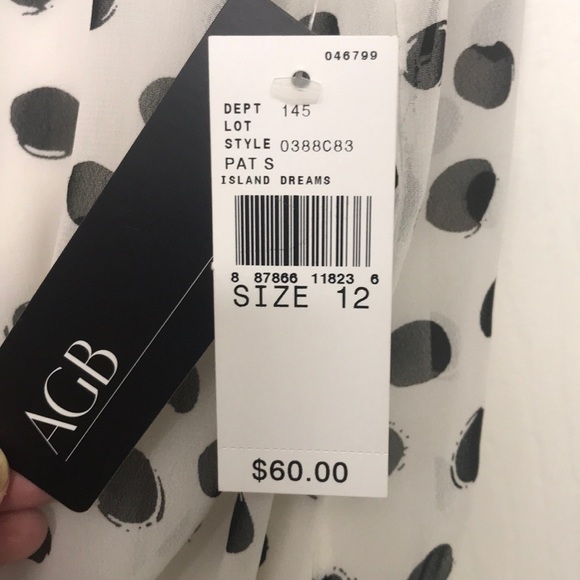 046799
DEPT 145
LOT
STYLE 0388C83
PAT S
ISLAND DREAMS
8 87866 11823 6
SIZE 12
$60.00
AGB